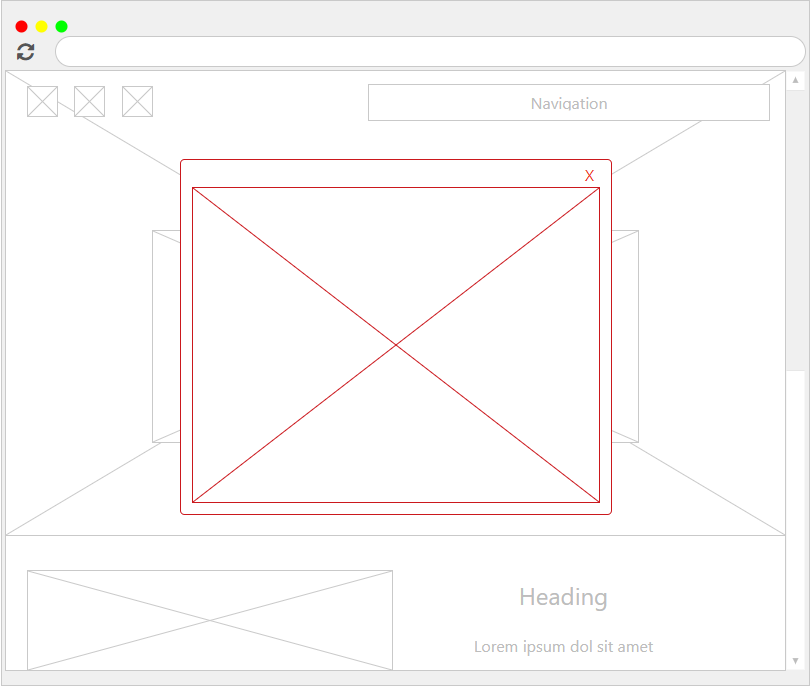 Navigation
X
Heading
Lorem ipsum dol sit amet